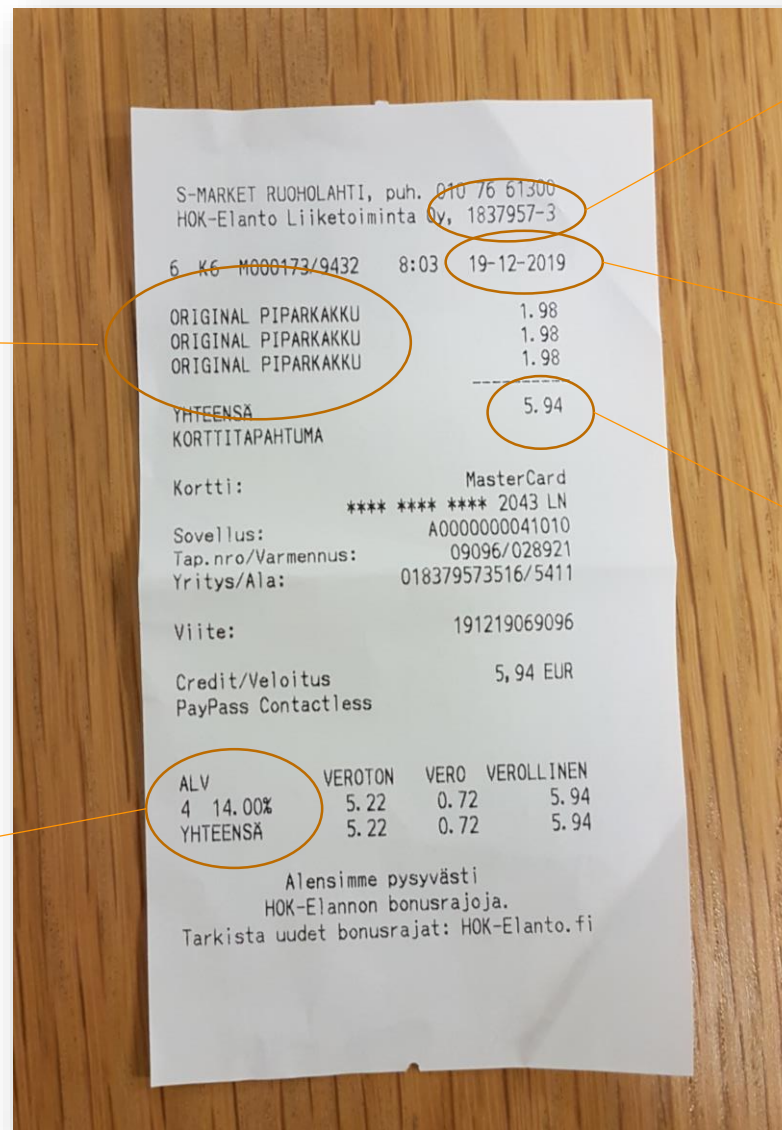 S-MARKET RUOHOLAHTI, puh. 010 76 61300
HOK-Elanto Liiketoiminta Oy, 1837957-3
6 K6 M000173/9432 8:03 19-12-2019
ORIGINAL PIPARKAKKU 1.98
ORIGINAL PIPARKAKKU 1.98
ORIGINAL PIPARKAKKU 1.98
----------
YHTEENSÄ 5.94
KORTTITAPAHTUMA
Kortti: MasterCard
**** **** **** 2043 LN
Sovellus: A0000000041010
Tap.nro/Varmennus: 09096/028921
Yritys/Ala: 018379573516/5411
Viite: 191219069096
Credit/Veloitus 5,94 EUR
PayPass Contactless
ALV VEROTON VERO VEROLLINEN
4 14.00% 5.22 0.72 5.94
YHTEENSÄ 5.22 0.72 5.94
Alensimme pysyvästi
HOK-Elannon bonusrajoja.
Tarkista uudet bonusrajat: HOK-Elanto.fi